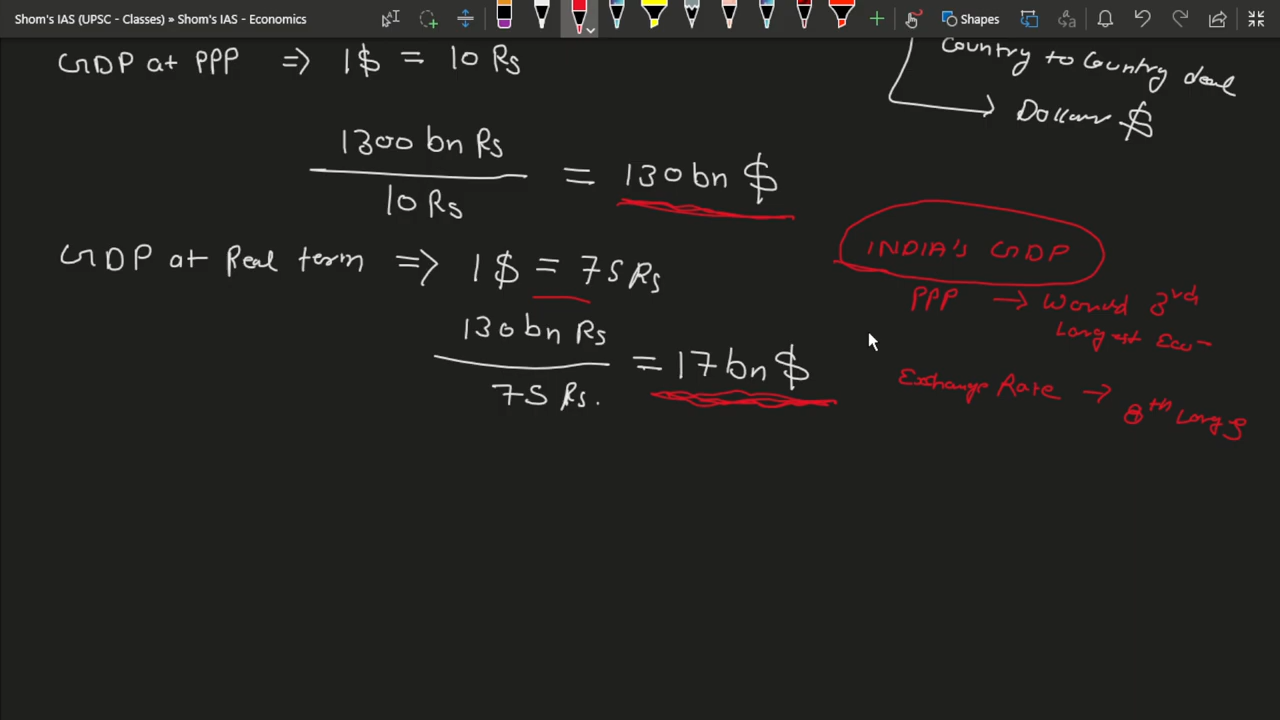 Shom's IAS (UPSC - Classes) » Shom's IAS - Economics
Shapes
Country to Country deal
GDP at PPP => 1$ = 10 Rs
Dollar $
1300 bn Rs
10 Rs
= 130 bn $
GDP at Real term => 1$ = 75 Rs
INDIA'S GDP
PPP → World 3rd
Largest Eco -
130 bn Rs
75 Rs.
= 17 bn $
Exchange Rate → 8th Larg